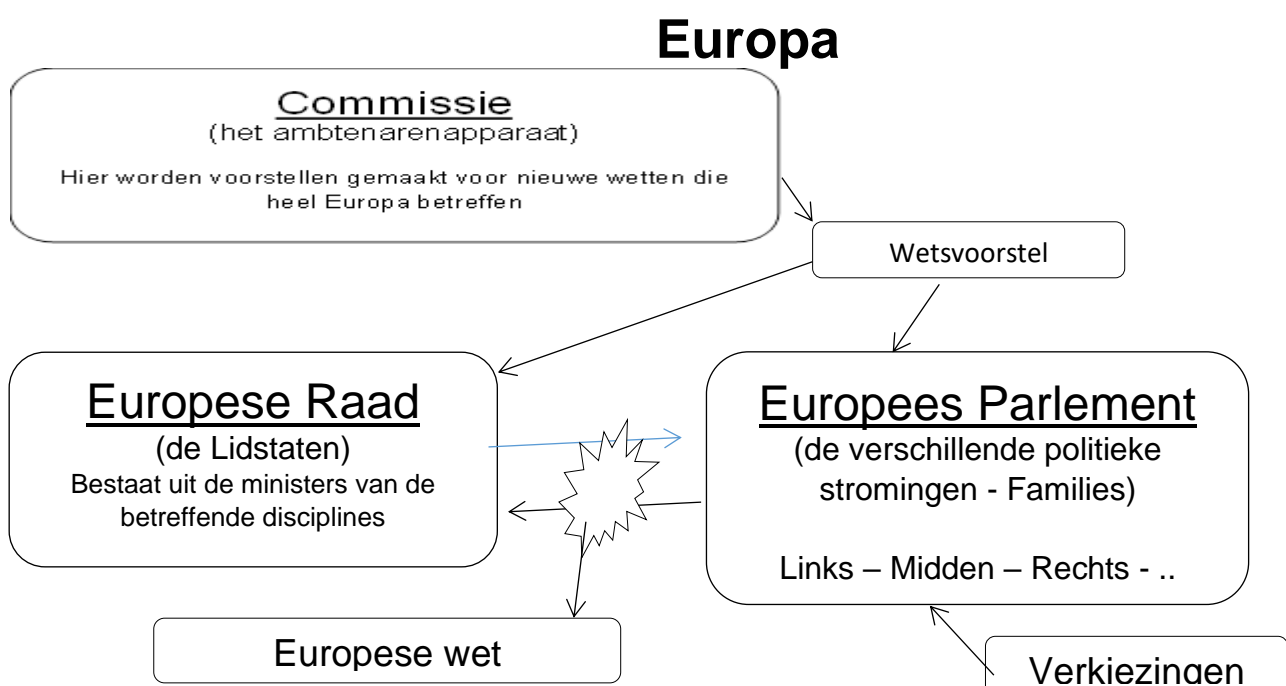 Europa
Commissie
(het ambtenarenapparaat)
Hier worden voorstellen gemaakt voor nieuwe wetten die
heel Europa betreffen
Wetsvoorstel
Europese Raad
(de Lidstaten)
Bestaat uit de ministers van de
betreffende disciplines
Europees Parlement
(de verschillende politieke
stromingen - Families)
Links – Midden – Rechts - ..
Europese wet
Verkiezingen